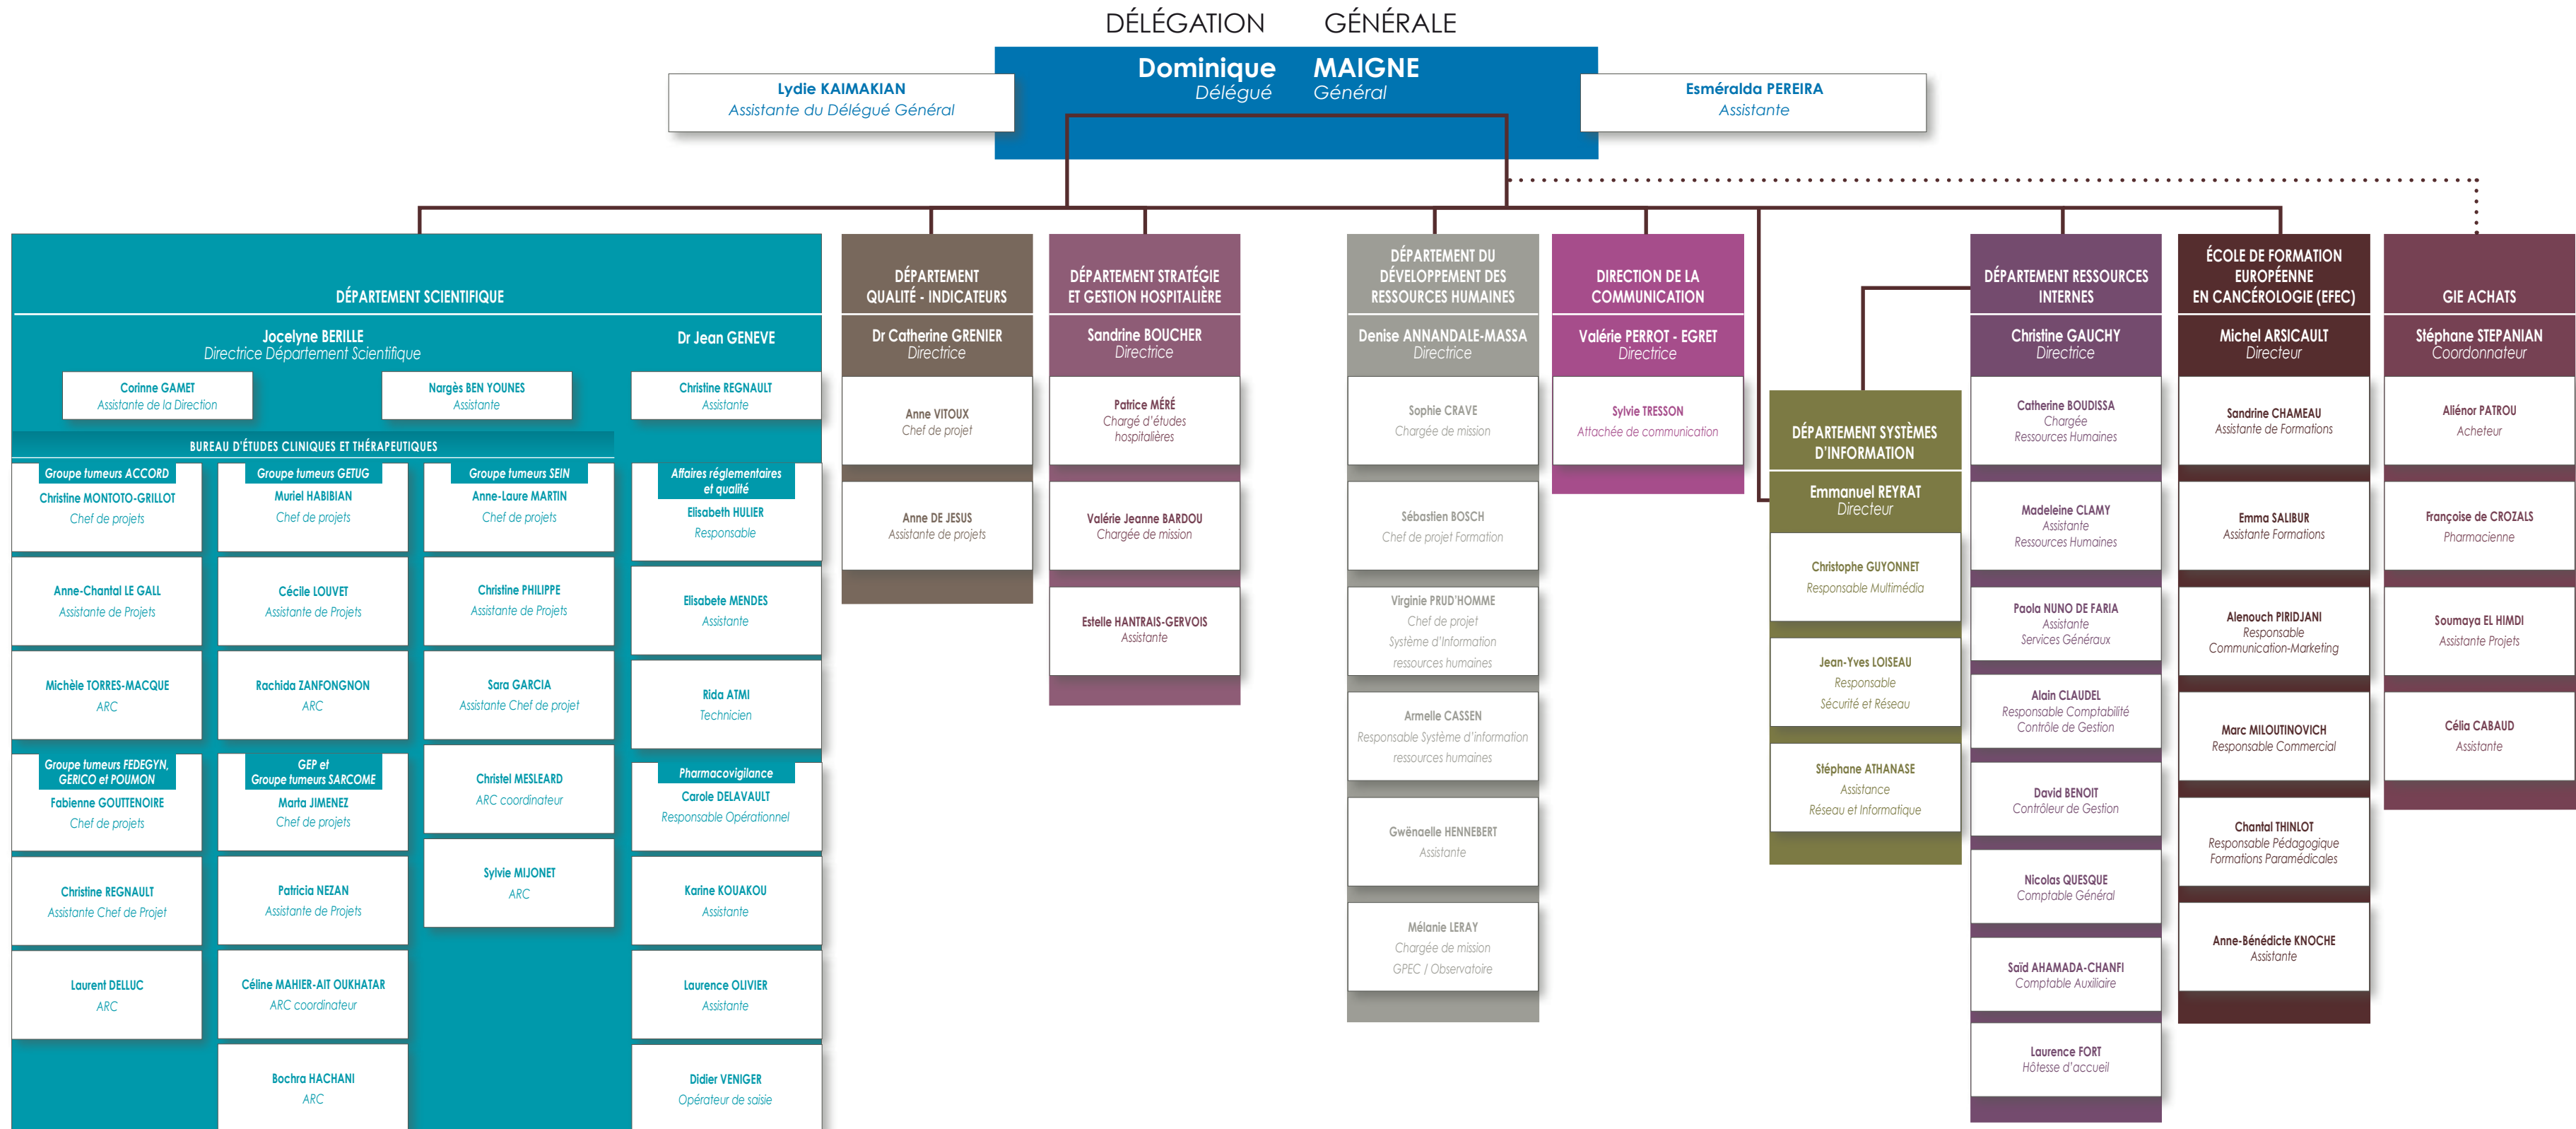 DÉLÉGATION GÉNÉRALE
Dominique MAIGNE
Délégué Général
Lydie KAIMAKIAN
Assistante du Délégué Général
Esméralda PEREIRA
Assistante
DÉPARTEMENT SCIENTIFIQUE
Jocelyne BERILLE
Directrice Département Scientifique
Dr Jean GENEVE
Corinne GAMET
Assistante de la Direction
Nargès BEN YOUNES
Assistante
Christine REGNAULT
Assistante
BUREAU D'ÉTUDES CLINIQUES ET THÉRAPEUTIQUES
Groupe tumeurs ACCORD
Christine MONTOTO-GRILLOT
Chef de projets
Anne-Chantal LE GALL
Assistante de Projets
Michèle TORRES-MACQUE
ARC
Groupe tumeurs FEDEGYN,
GERICO et POUMON
Fabienne GOUTTENOIRE
Chef de projets
Christine REGNAULT
Assistante Chef de Projet
Laurent DELLUC
ARC
Groupe tumeurs GETUG
Muriel HABIBIAN
Chef de projets
Cécile LOUVET
Assistante de Projets
Rachida ZANFONGNON
ARC
GEP et
Groupe tumeurs SARCOME
Marta JIMENEZ
Chef de projets
Patricia NEZAN
Assistante de Projets
Céline MAHIER-AIT OUKHATAR
ARC coordinateur
Bochra HACHANI
ARC
Groupe tumeurs SEIN
Anne-Laure MARTIN
Chef de projets
Christine PHILIPPE
Assistante de Projets
Sara GARCIA
Assistante Chef de projet
Christel MESLEARD
ARC coordinateur
Sylvie MIJONET
ARC
Affaires réglementaires
et qualité
Elisabeth HULIER
Responsable
Elisabete MENDES
Assistante
Rida ATMI
Technicien
Pharmacovigilance
Carole DELAVAULT
Responsable Opérationnel
Karine KOUAKOU
Assistante
Laurence OLIVIER
Assistante
Didier VENIGER
Opérateur de saisie
DÉPARTEMENT
QUALITÉ - INDICATEURS
Dr Catherine GRENIER
Directrice
Anne VITOUX
Chef de projet
Anne DE JESUS
Assistante de projets
DÉPARTEMENT STRATÉGIE
ET GESTION HOSPITALIÈRE
Sandrine BOUCHER
Directrice
Patrice MÉRÉ
Chargé d'études
hospitalières
Valérie Jeanne BARDOU
Chargée de mission
Estelle HANTRAIS-GERVOIS
Assistante
DÉPARTEMENT DU
DÉVELOPPEMENT DES
RESSOURCES HUMAINES
Denise ANNANDALE-MASSA
Directrice
Sophie CRAVE
Chargée de mission
Sébastien BOSCH
Chef de projet Formation
Virginie PRUD'HOMME
Chef de projet
Système d'Information
ressources humaines
Armelle CASSEN
Responsable Système d'information
ressources humaines
Gwënaelle HENNEBERT
Assistante
Mélanie LERAY
Chargée de mission
GPEC / Observatoire
DIRECTION DE LA
COMMUNICATION
Valérie PERROT - EGRET
Directrice
Sylvie TRESSON
Attachée de communication
DÉPARTEMENT SYSTÈMES
D'INFORMATION
Emmanuel REYRAT
Directeur
Christophe GUYONNET
Responsable Multimédia
Jean-Yves LOISEAU
Responsable
Sécurité et Réseau
Stéphane ATHANASE
Assistance
Réseau et Informatique
DÉPARTEMENT RESSOURCES
INTERNES
Christine GAUCHY
Directrice
Catherine BOUDISSA
Chargée
Ressources Humaines
Madeleine CLAMY
Assistante
Ressources Humaines
Paola NUNO DE FARIA
Assistante
Services Généraux
Alain CLAUDEL
Responsable Comptabilité
Contrôle de Gestion
David BENOIT
Contrôleur de Gestion
Nicolas QUESQUE
Comptable Général
Saïd AHAMADA-CHANFI
Comptable Auxiliaire
Laurence FORT
Hôtesse d'accueil
ÉCOLE DE FORMATION
EUROPÉENNE
EN CANCÉROLOGIE (EFEC)
Michel ARSICAULT
Directeur
Sandrine CHAMEAU
Assistante de Formations
Emma SALIBUR
Assistante Formations
Alenouch PIRIDJANI
Responsable
Communication-Marketing
Marc MILOUTINOVICH
Responsable Commercial
Chantal THINLOT
Responsable Pédagogique
Formations Paramédicales
Anne-Bénédicte KNOCHE
Assistante
GIE ACHATS
Stéphane STEPANIAN
Coordonnateur
Aliénor PATROU
Acheteur
Françoise de CROZALS
Pharmacienne
Soumaya EL HIMDI
Assistante Projets
Célia CABAUD
Assistante